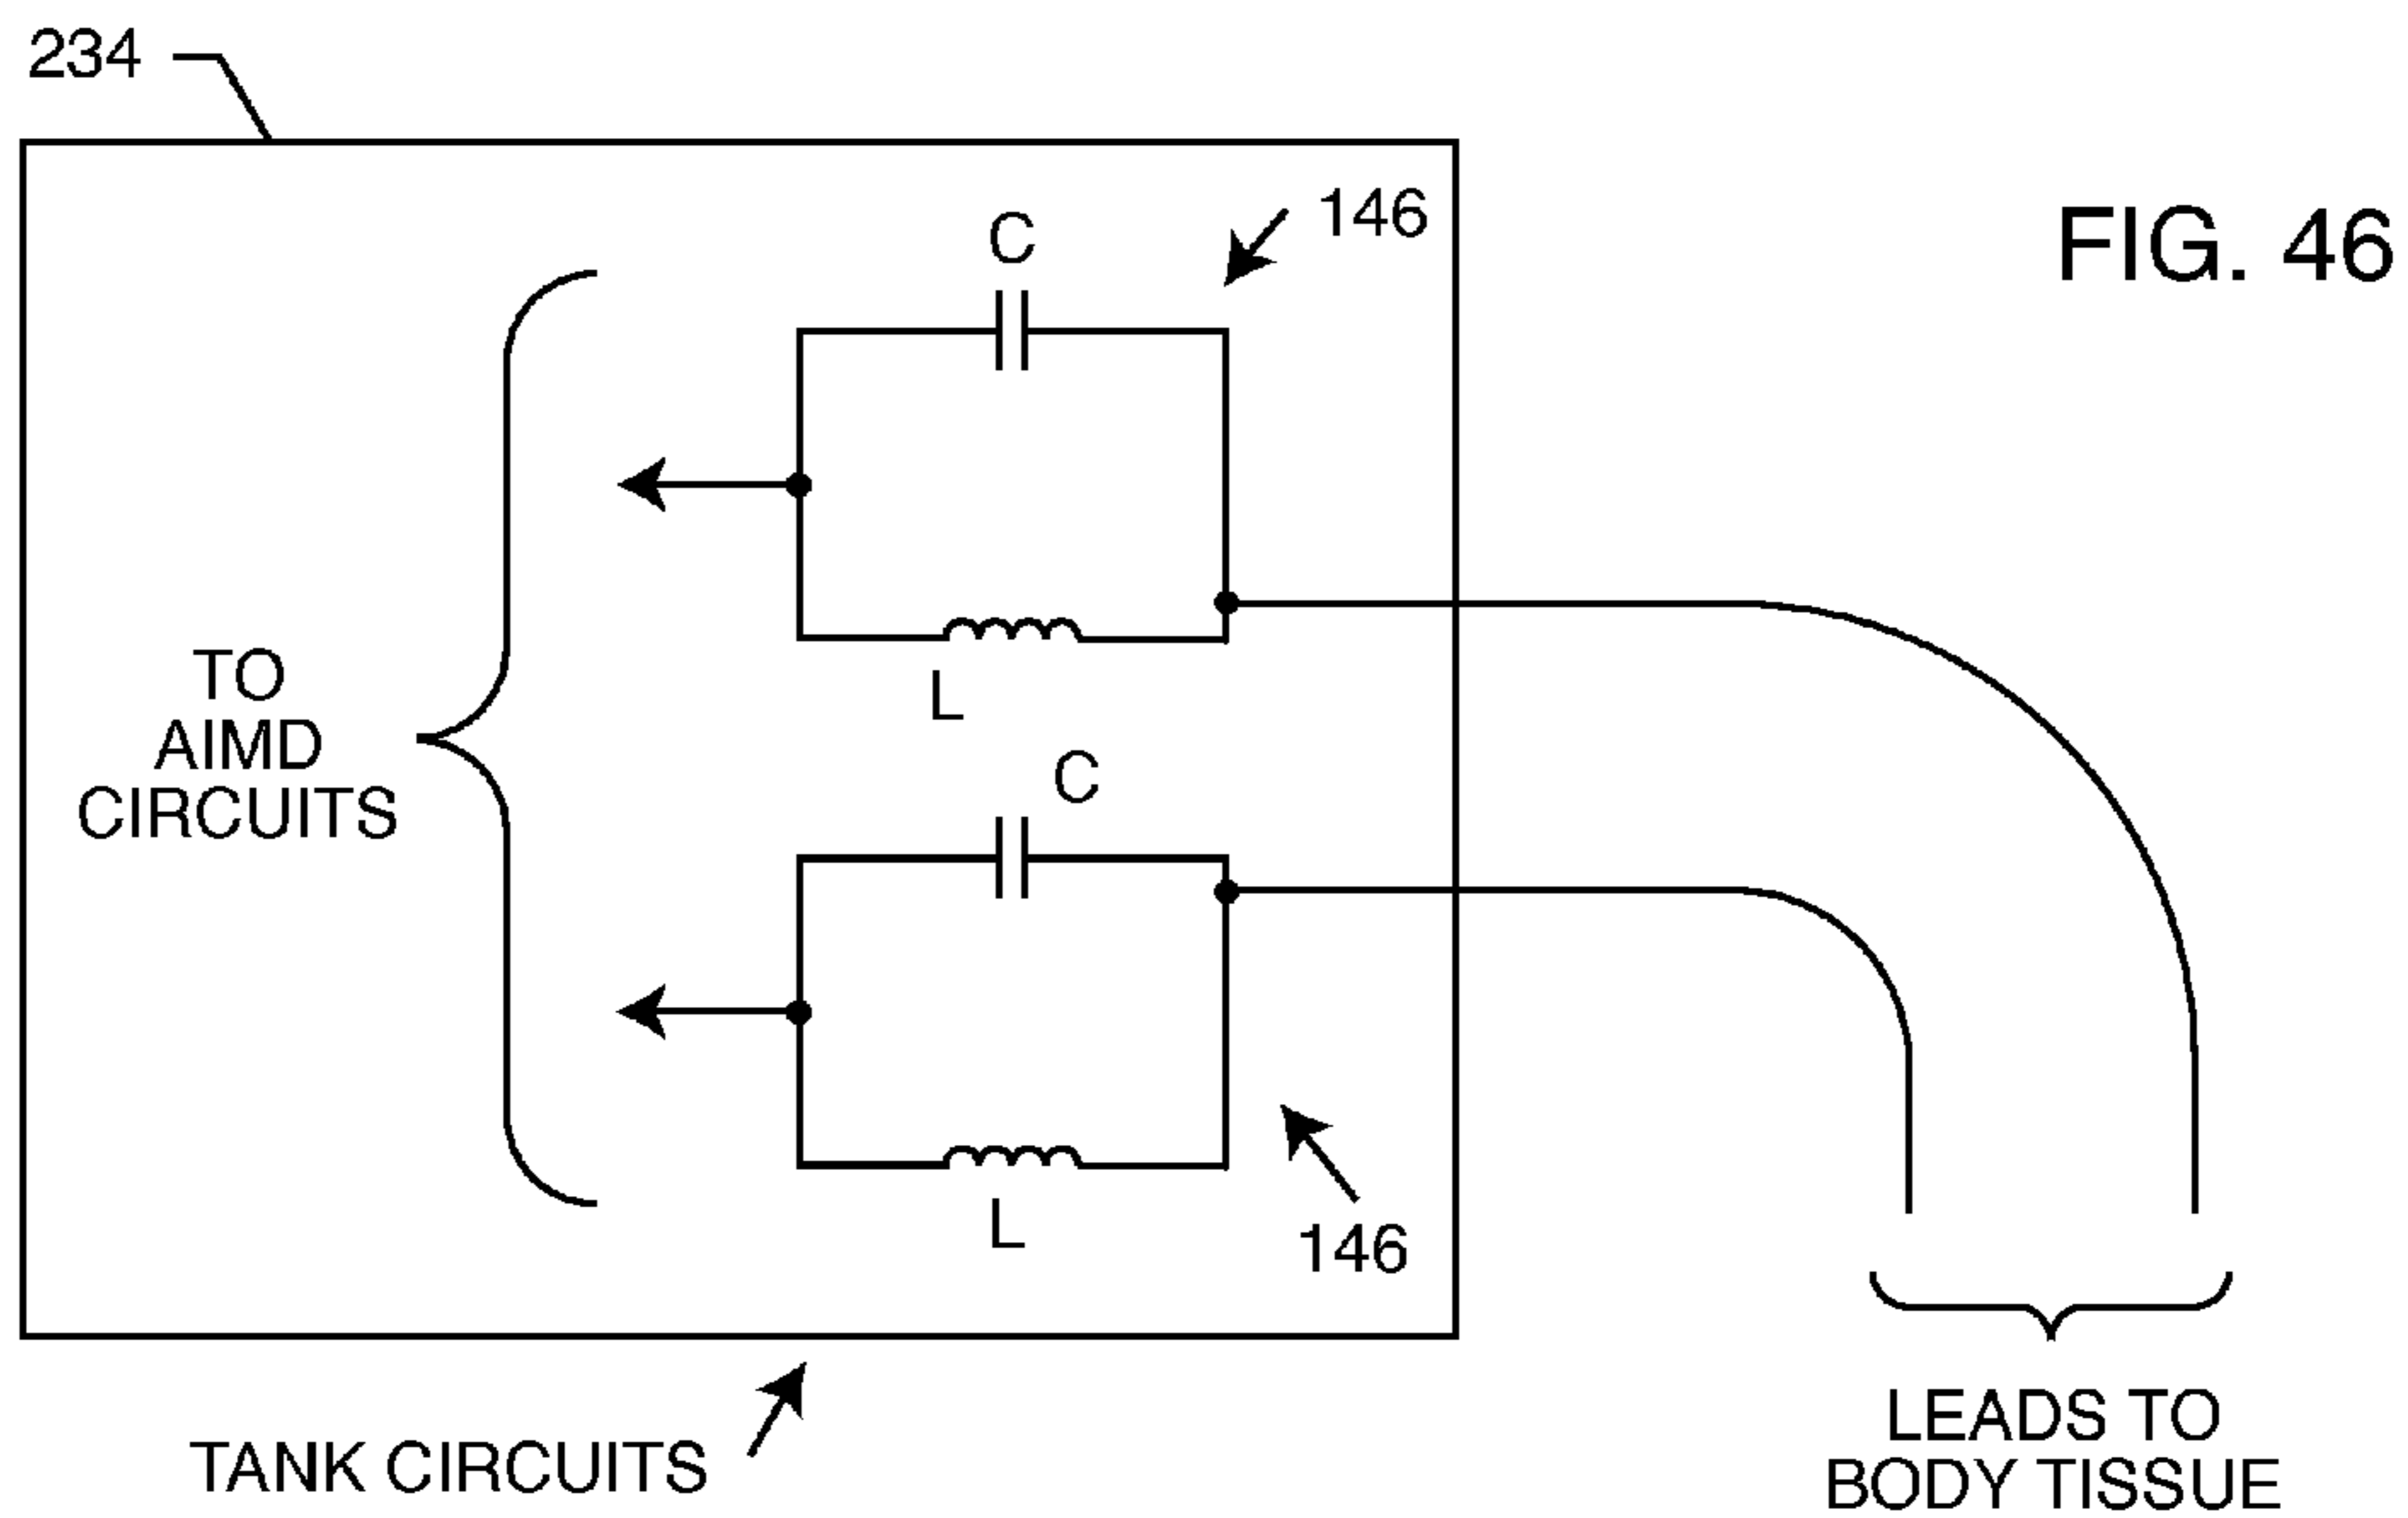 234
146
C
FIG. 46
L
TO
AIMD
CIRCUITS
C
L
146
TANK CIRCUITS
LEADS TO
BODY TISSUE